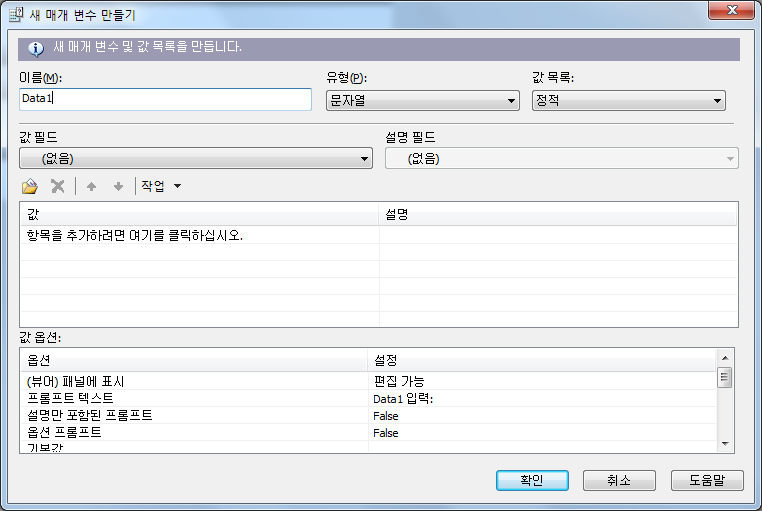 새 매개 변수 만들기
새 매개 변수 및 값 목록을 만듭니다.
이름(M): 유형(P): 값 목록:
Data1 문자열 정적
값 필드 설명 필드
(없음) (없음)
작업
값 설명
항목을 추가하려면 여기를 클릭하십시오.
값 옵션:
옵션 설정
(뷰어) 패널에 표시 편집 가능
프롬프트 텍스트 Data1 입력:
설명만 포함된 프롬프트 False
옵션 프롬프트 False
기본값
확인 취소 도움말